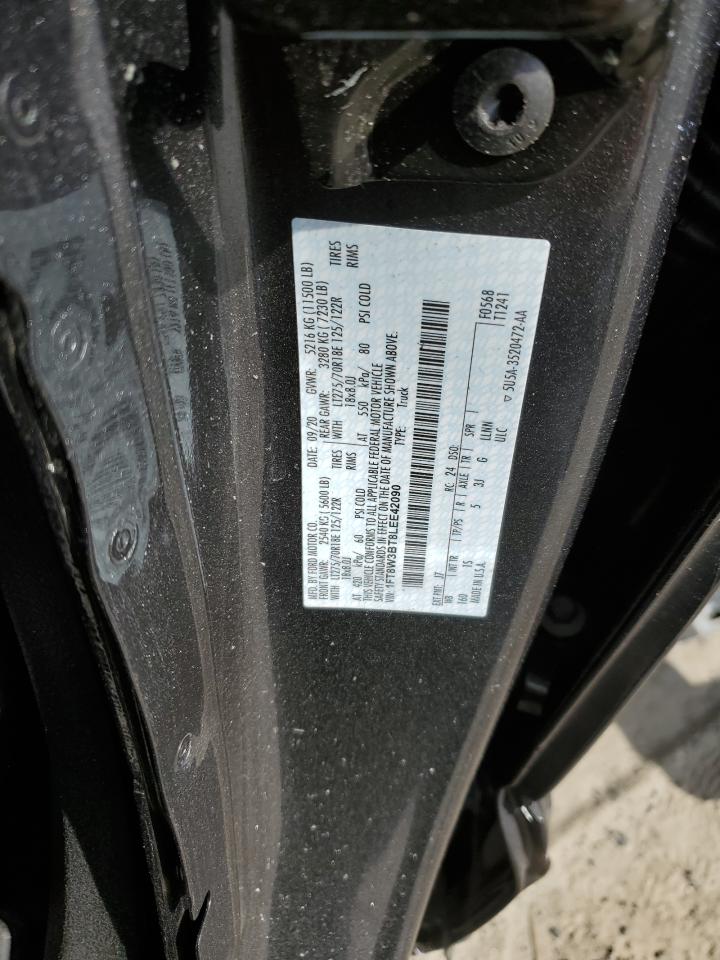 MFD. BY FORD MOTOR CO. DATE: 09/20 GVWR: 5216 KG (11500 LB)
FRONT GAWR: 2540 KG (5600 LB) REAR GAWR: 3280 KG (7230 LB)
WITH LT275/70R18E 125/122R TIRES WITH LT275/70R18E 125/122R TIRES
18x8.0J RIMS 18x8.0J RIMS
AT 420 kPa/ 60 PSI COLD AT 550 kPa/ 80 PSI COLD
THIS VEHICLE CONFORMS TO ALL APPLICABLE FEDERAL MOTOR VEHICLE
SAFETY STANDARDS IN EFFECT ON THE DATE OF MANUFACTURE SHOWN ABOVE.
VIN: 1FT8W3BT8LEE42090 TYPE: Truck
F0568
T1241
EXT PNT: J7 RC: 24 DSO:
WB INT TR TP/PS R AXLE TR SPR
160 1S 5 3J G LLNN
MADE IN U.S.A. ULC
▽ 5U5A-3520472-AA